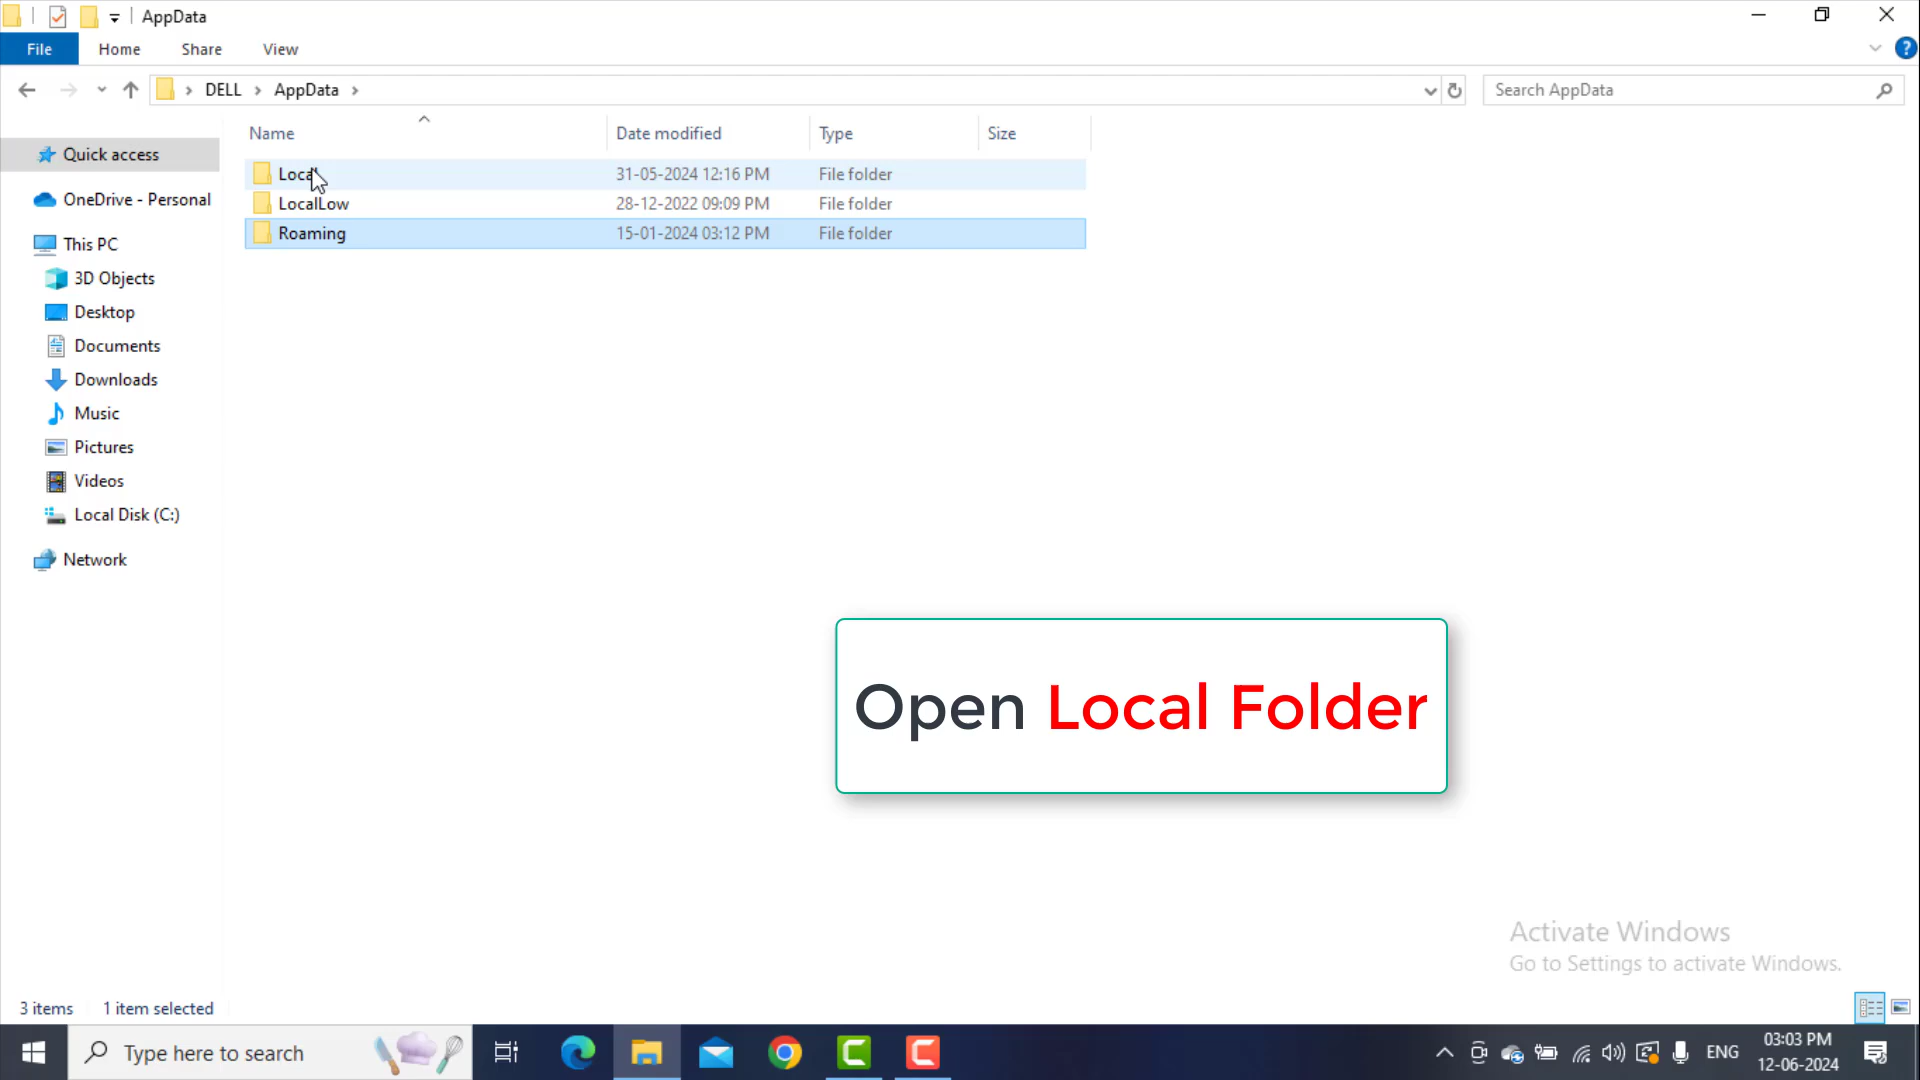 AppData
File Home Share View
DELL AppData
Search AppData
Name Date modified Type Size
Quick access
OneDrive - Personal
This PC
3D Objects
Desktop
Documents
Downloads
Music
Pictures
Videos
Local Disk (C:)
Network
Local 31-05-2024 12:16 PM File folder
LocalLow 28-12-2022 09:09 PM File folder
Roaming 15-01-2024 03:12 PM File folder
Open Local Folder
Activate Windows
Go to Settings to activate Windows.
3 items 1 item selected
Type here to search
ENG
03:03 PM
12-06-2024